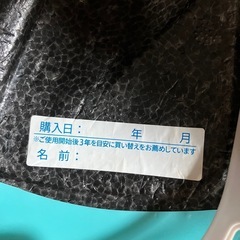 購入日：　　　年　　月
※ご使用開始後3年を目安に買い替えをお薦めしています
名 前：